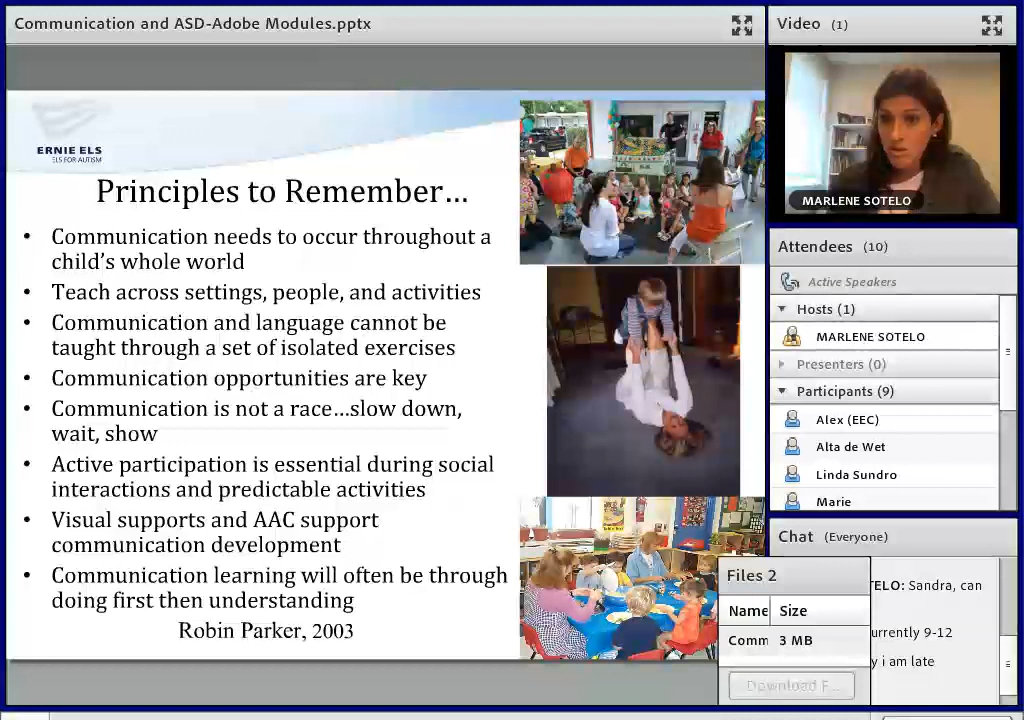 Communication and ASD-Adobe Modules.pptx
ERNIE ELS
ELS FOR AUTISM
Principles to Remember...
• Communication needs to occur throughout a
child's whole world
• Teach across settings, people, and activities
• Communication and language cannot be
taught through a set of isolated exercises
• Communication opportunities are key
• Communication is not a race...slow down,
wait, show
• Active participation is essential during social
interactions and predictable activities
• Visual supports and AAC support
communication development
• Communication learning will often be through
doing first then understanding
Robin Parker, 2003
Video (1)
MARLENE SOTELO
Attendees (10)
Active Speakers
Hosts (1)
MARLENE SOTELO
Presenters (0)
Participants (9)
Alex (EEC)
Alta de Wet
Linda Sundro
Marie
Chat (Everyone)
TELO: Sandra, can
urrently 9-12
y i am late
Files 2
Name Size
Comm 3 MB
Download F...